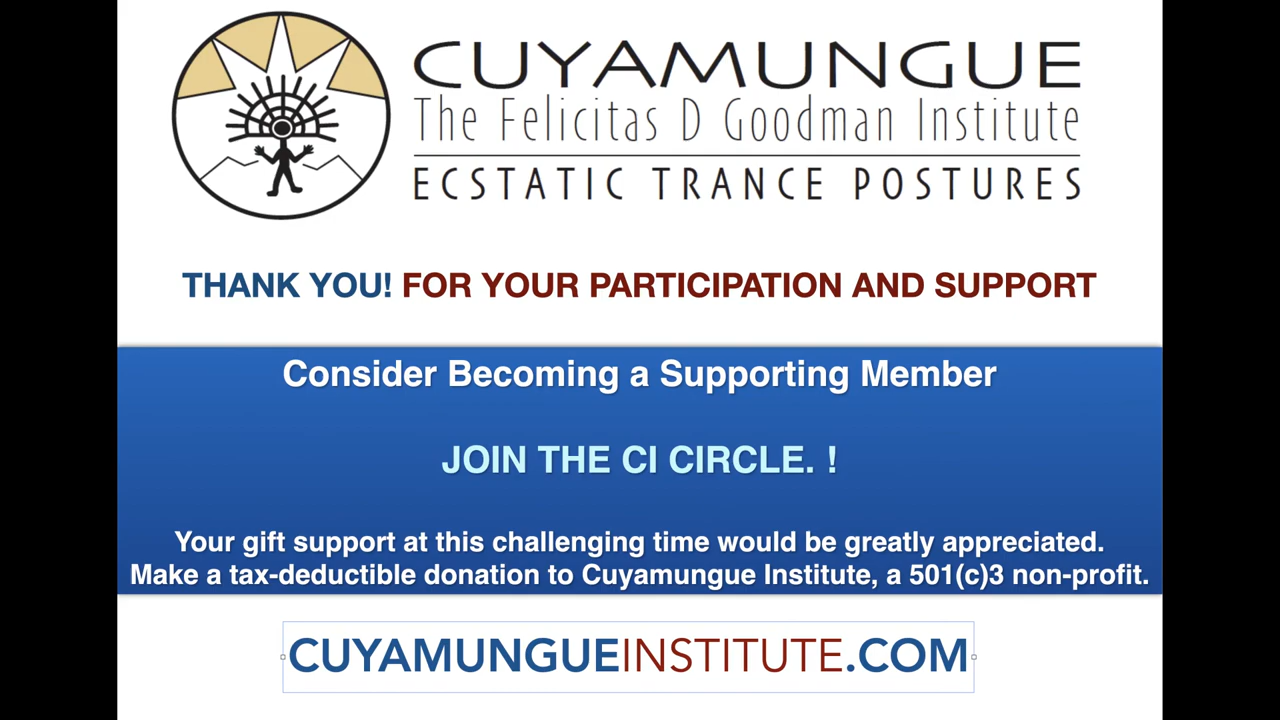 CUYAMUNGUE
The Felicitas D Goodman Institute
ECSTATIC TRANCE POSTURES
THANK YOU! FOR YOUR PARTICIPATION AND SUPPORT
Consider Becoming a Supporting Member
JOIN THE CI CIRCLE. !
Your gift support at this challenging time would be greatly appreciated.
Make a tax-deductible donation to Cuyamungue Institute, a 501(c)3 non-profit.
CUYAMUNGUEINSTITUTE.COM